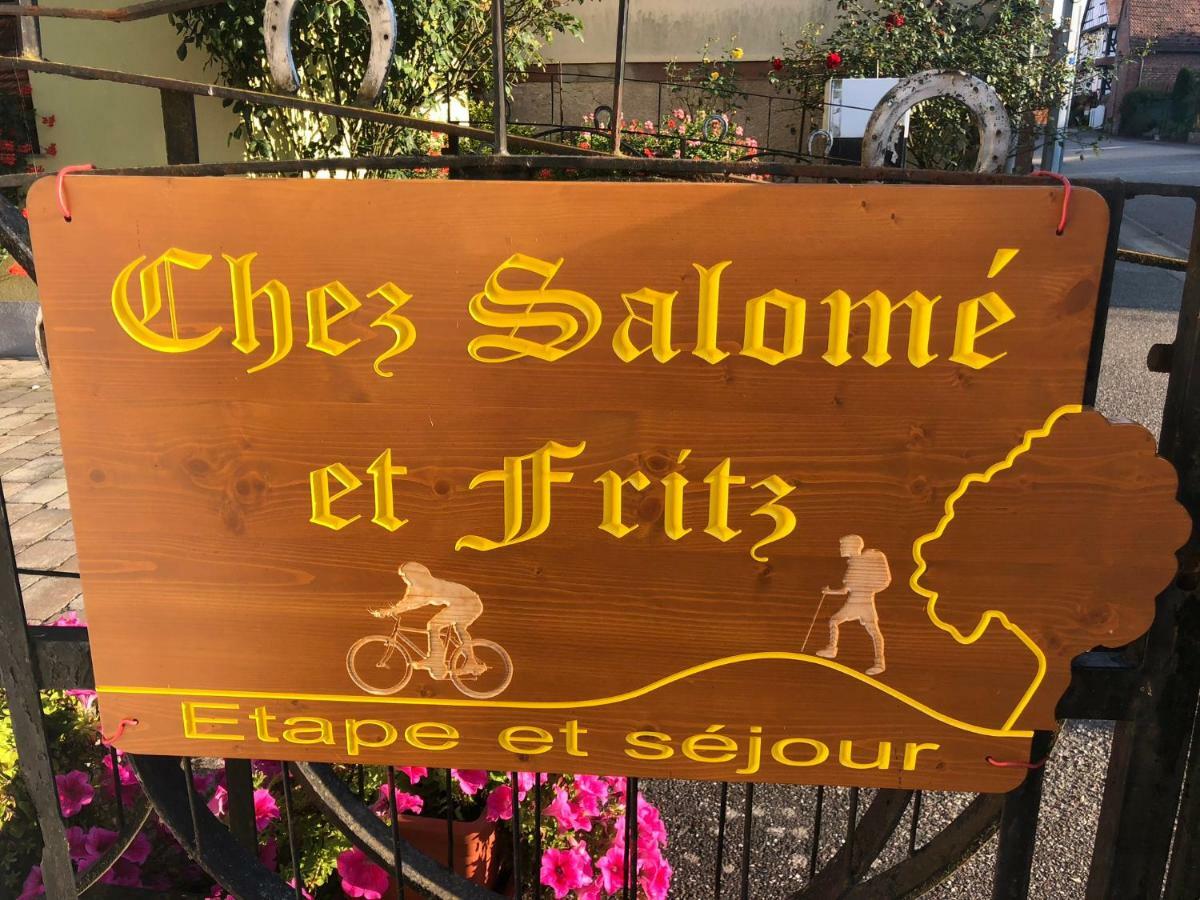 Chez Salomé
et Fritz
Etape et séjour